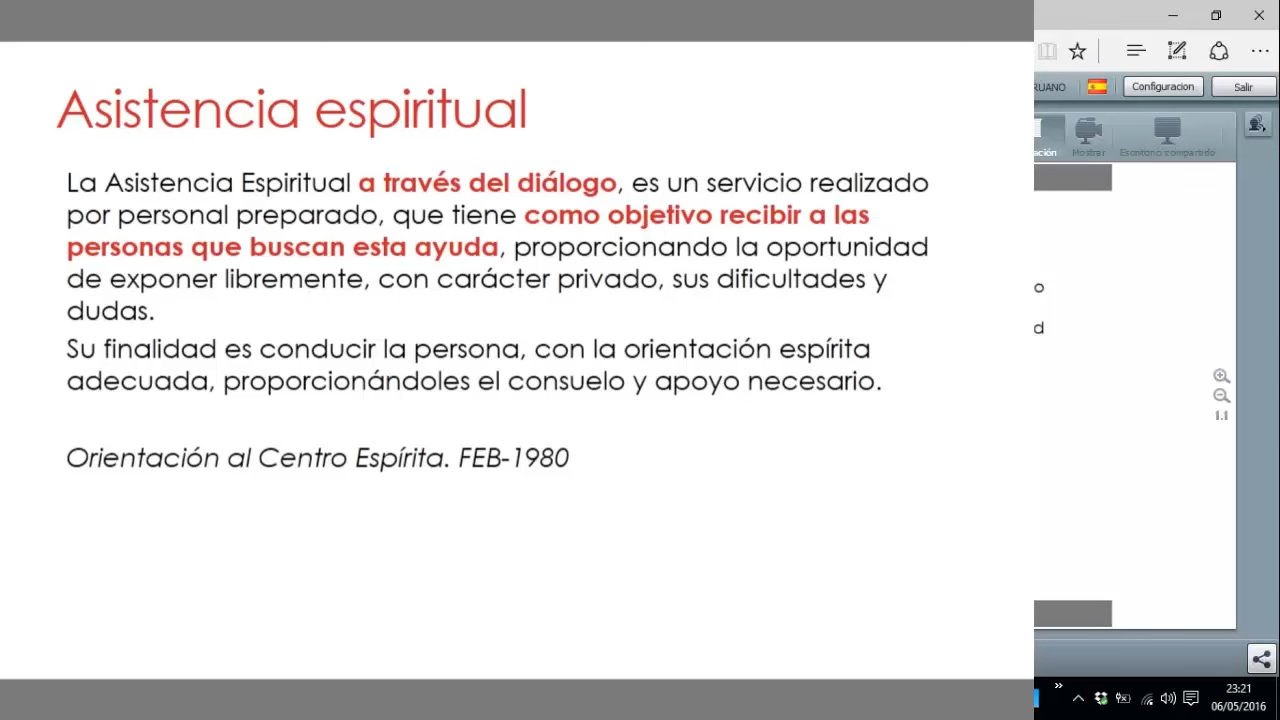 Asistencia espiritual
La Asistencia Espiritual a través del diálogo, es un servicio realizado
por personal preparado, que tiene como objetivo recibir a las
personas que buscan esta ayuda, proporcionando la oportunidad
de exponer libremente, con carácter privado, sus dificultades y
dudas.
Su finalidad es conducir la persona, con la orientación espírita
adecuada, proporcionándoles el consuelo y apoyo necesario.
Orientación al Centro Espírita. FEB-1980
RUANO
Configuracion
Salir
ación
Mostrar
Escritorio compartido
o
d
1.1
23:21
06/05/2016